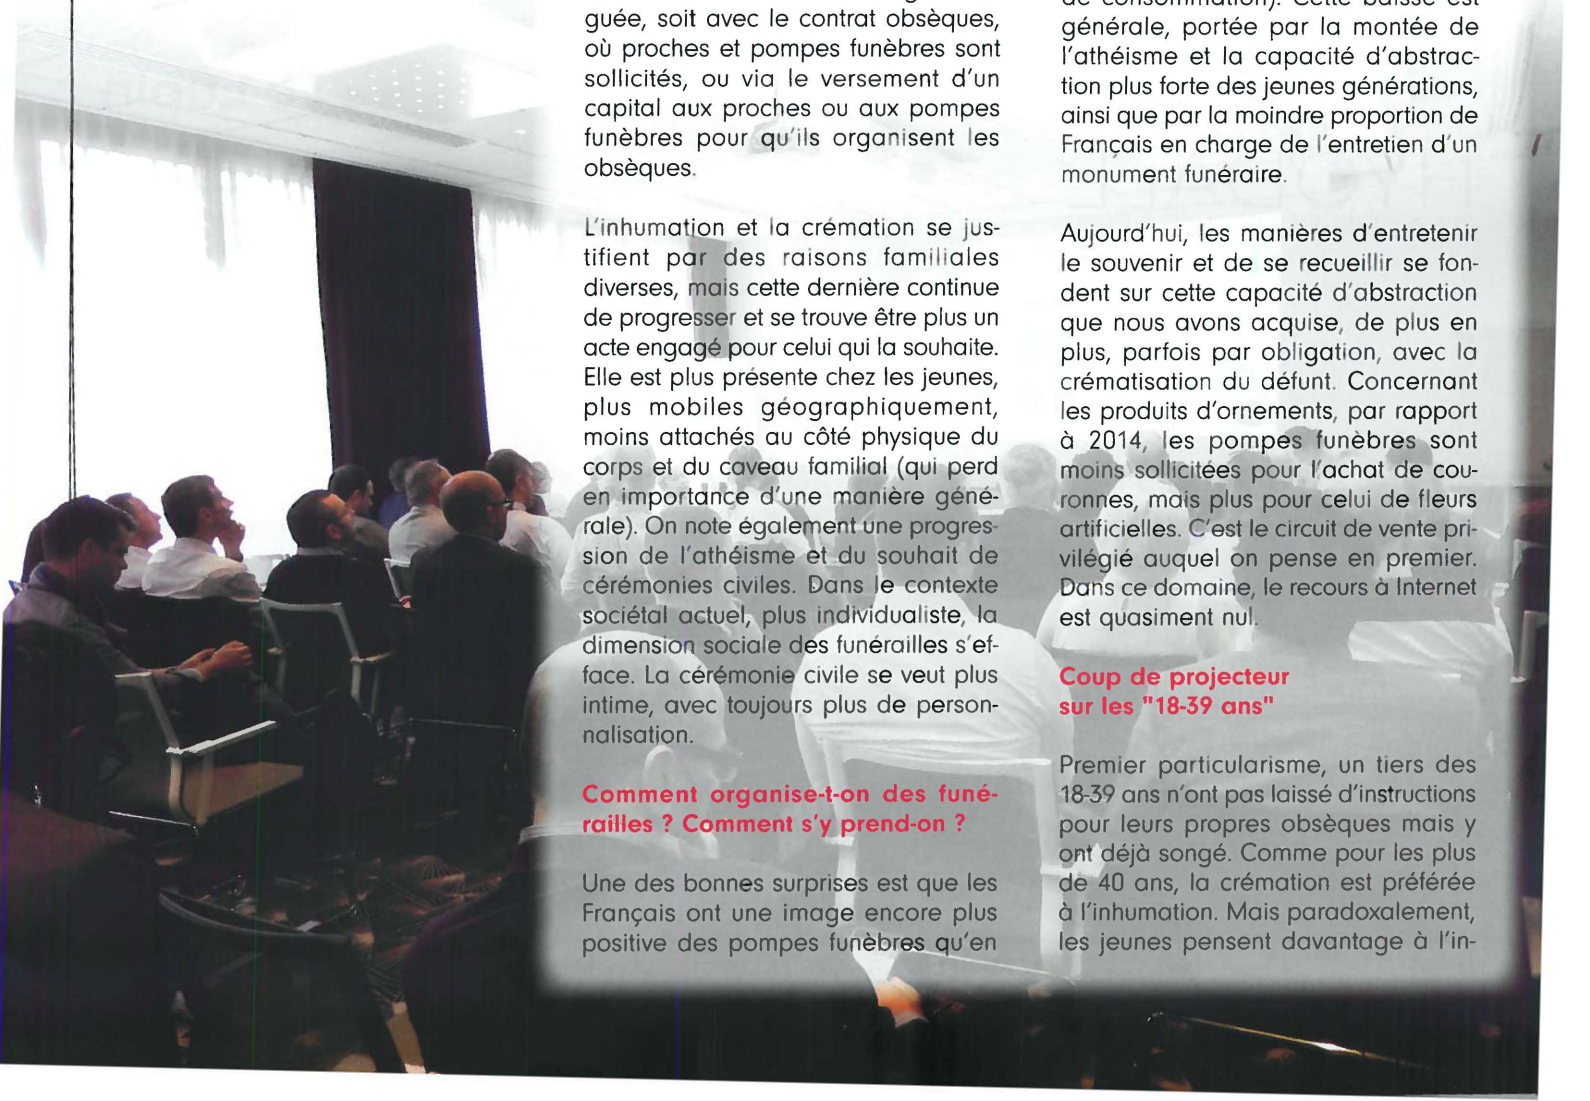 guée, soit avec le contrat obsèques,
où proches et pompes funèbres sont
sollicités, ou via le versement d'un
capital aux proches ou aux pompes
funèbres pour qu'ils organisent les
obsèques.
L'inhumation et la crémation se jus-
tifient par des raisons familiales
diverses, mais cette dernière continue
de progresser et se trouve être plus un
acte engagé pour celui qui la souhaite.
Elle est plus présente chez les jeunes,
plus mobiles géographiquement,
moins attachés au côté physique du
corps et du caveau familial (qui perd
en importance d'une manière géné-
rale). On note également une progres-
sion de l'athéisme et du souhait de
cérémonies civiles. Dans le contexte
sociétal actuel, plus individualiste, la
dimension sociale des funérailles s'ef-
face. La cérémonie civile se veut plus
intime, avec toujours plus de person-
nalisation.
Comment organise-t-on des funé-
railles ? Comment s'y prend-on ?
Une des bonnes surprises est que les
Français ont une image encore plus
positive des pompes funèbres qu'en
de consommation). Cette baisse est
générale, portée par la montée de
l'athéisme et la capacité d'abstrac-
tion plus forte des jeunes générations,
ainsi que par la moindre proportion de
Français en charge de l'entretien d'un
monument funéraire.
Aujourd'hui, les manières d'entretenir
le souvenir et de se recueillir se fon-
dent sur cette capacité d'abstraction
que nous avons acquise, de plus en
plus, parfois par obligation, avec la
crématisation du défunt. Concernant
les produits d'ornements, par rapport
à 2014, les pompes funèbres sont
moins sollicitées pour l'achat de cou-
ronnes, mais plus pour celui de fleurs
artificielles. C'est le circuit de vente pri-
vilégié auquel on pense en premier.
Dans ce domaine, le recours à Internet
est quasiment nul.
Coup de projecteur
sur les "18-39 ans"
Premier particularisme, un tiers des
18-39 ans n'ont pas laissé d'instructions
pour leurs propres obsèques mais y
ont déjà songé. Comme pour les plus
de 40 ans, la crémation est préférée
à l'inhumation. Mais paradoxalement,
les jeunes pensent davantage à l'in-